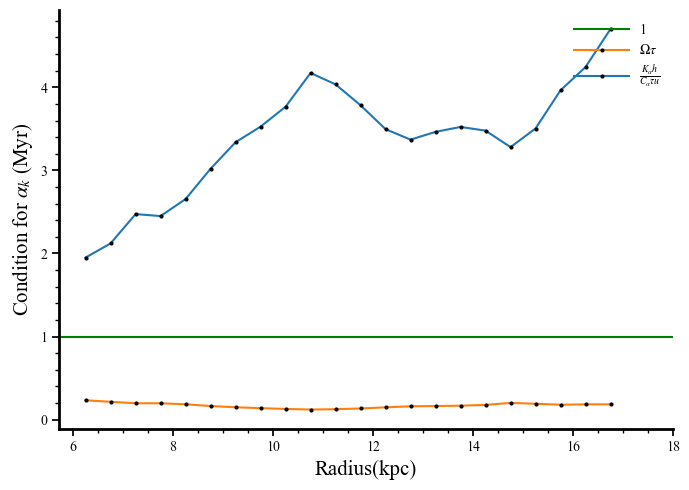 1
Ωτ
K_α h / C_α τ u
Condition for α_k (Myr)
4
3
2
1
0
6 8 10 12 14 16 18
Radius(kpc)